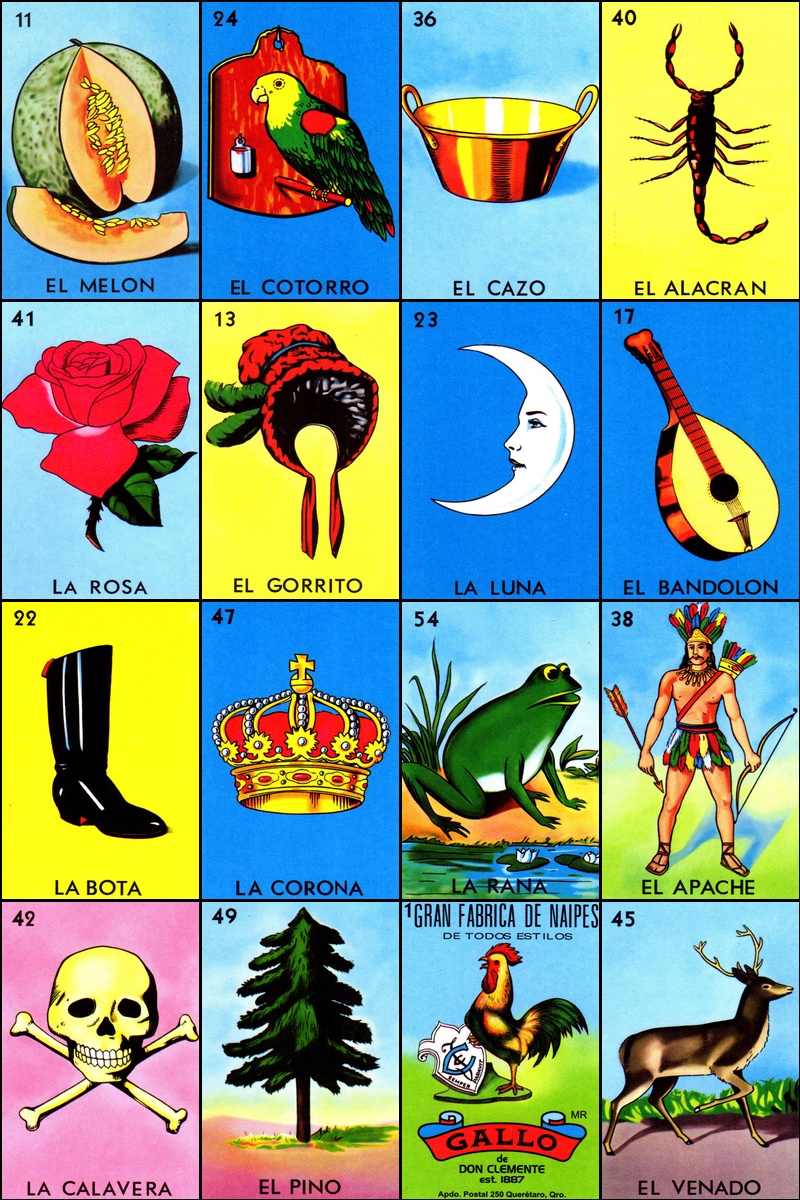 11
EL MELON
24
EL COTORRO
36
EL CAZO
40
EL ALACRAN
41
LA ROSA
13
EL GORRITO
23
LA LUNA
17
EL BANDOLON
22
LA BOTA
47
LA CORONA
54
LA RANA
38
EL APACHE
42
LA CALAVERA
49
EL PINO
1
GRAN FABRICA DE NAIPES
DE TODOS ESTILOS
SEMPER
GALLO
MR
de
DON CLEMENTE
est. 1887
Apdo. Postal 250 Querétaro, Qro.
45
EL VENADO